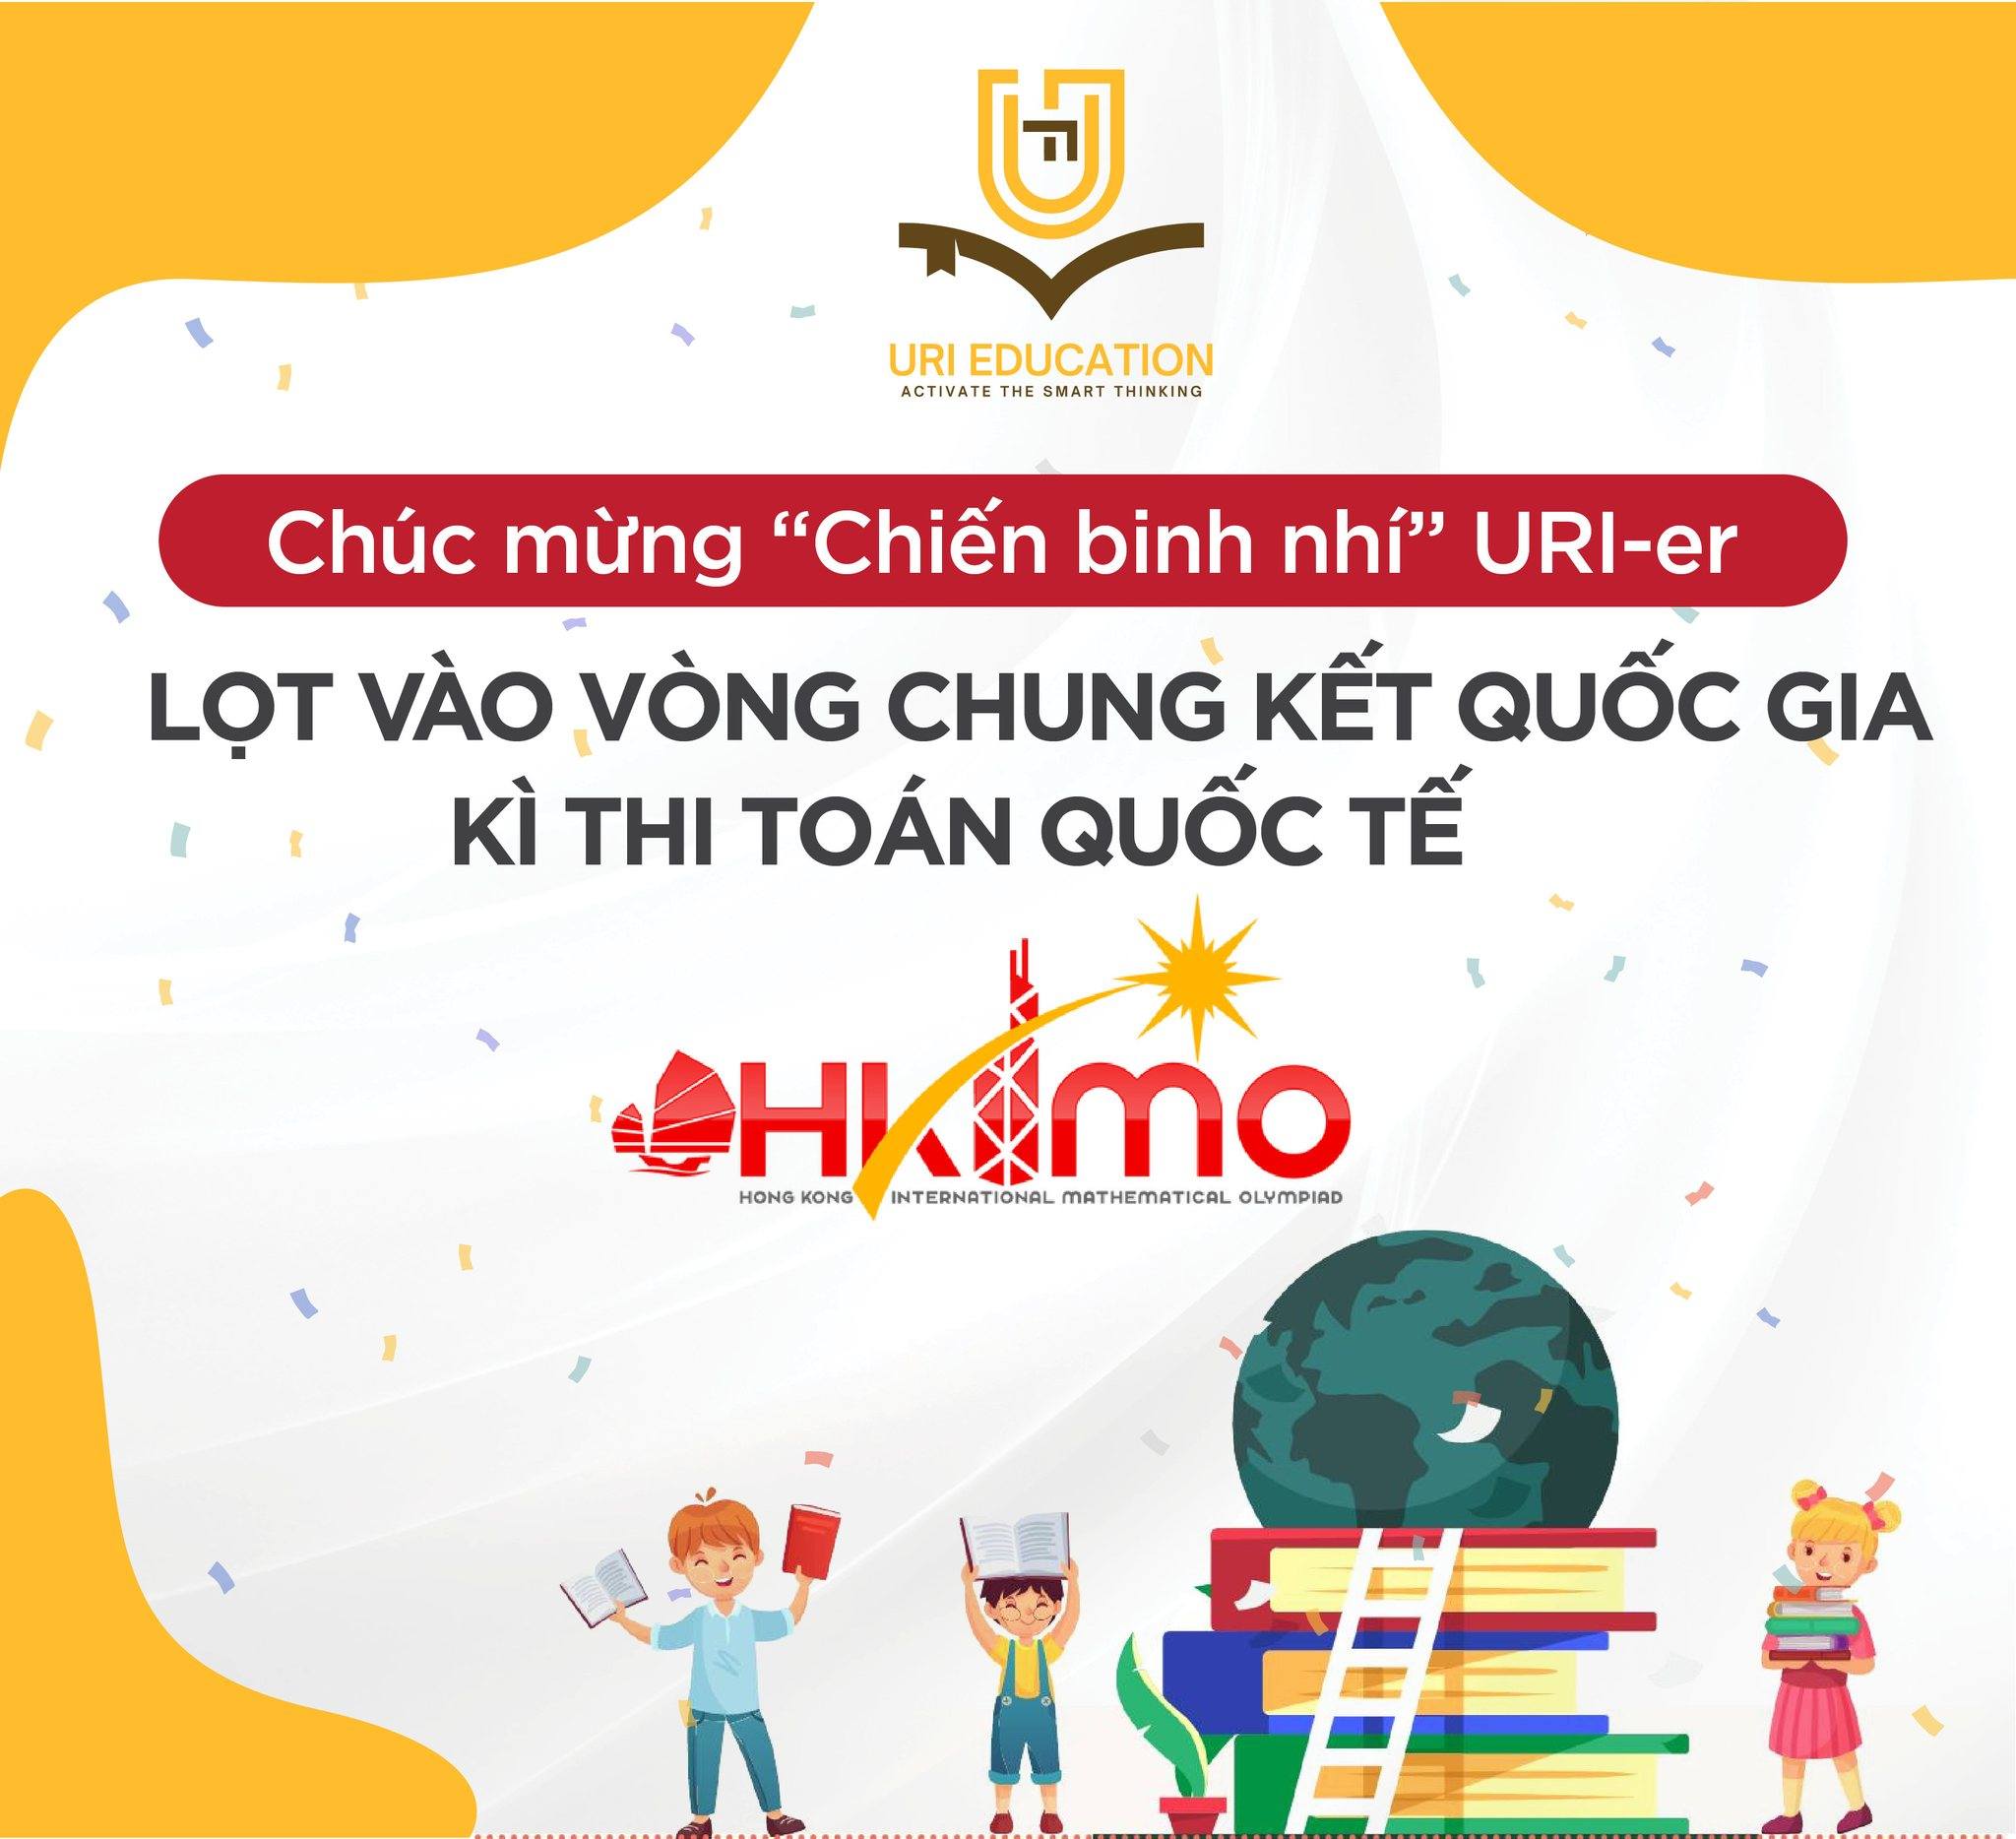 URI EDUCATION
ACTIVATE THE SMART THINKING
Chúc mừng “Chiến binh nhí” URI-er
LỌT VÀO VÒNG CHUNG KẾT QUỐC GIA
KÌ THI TOÁN QUỐC TẾ
HKIMO
HONG KONG INTERNATIONAL MATHEMATICAL OLYMPIAD